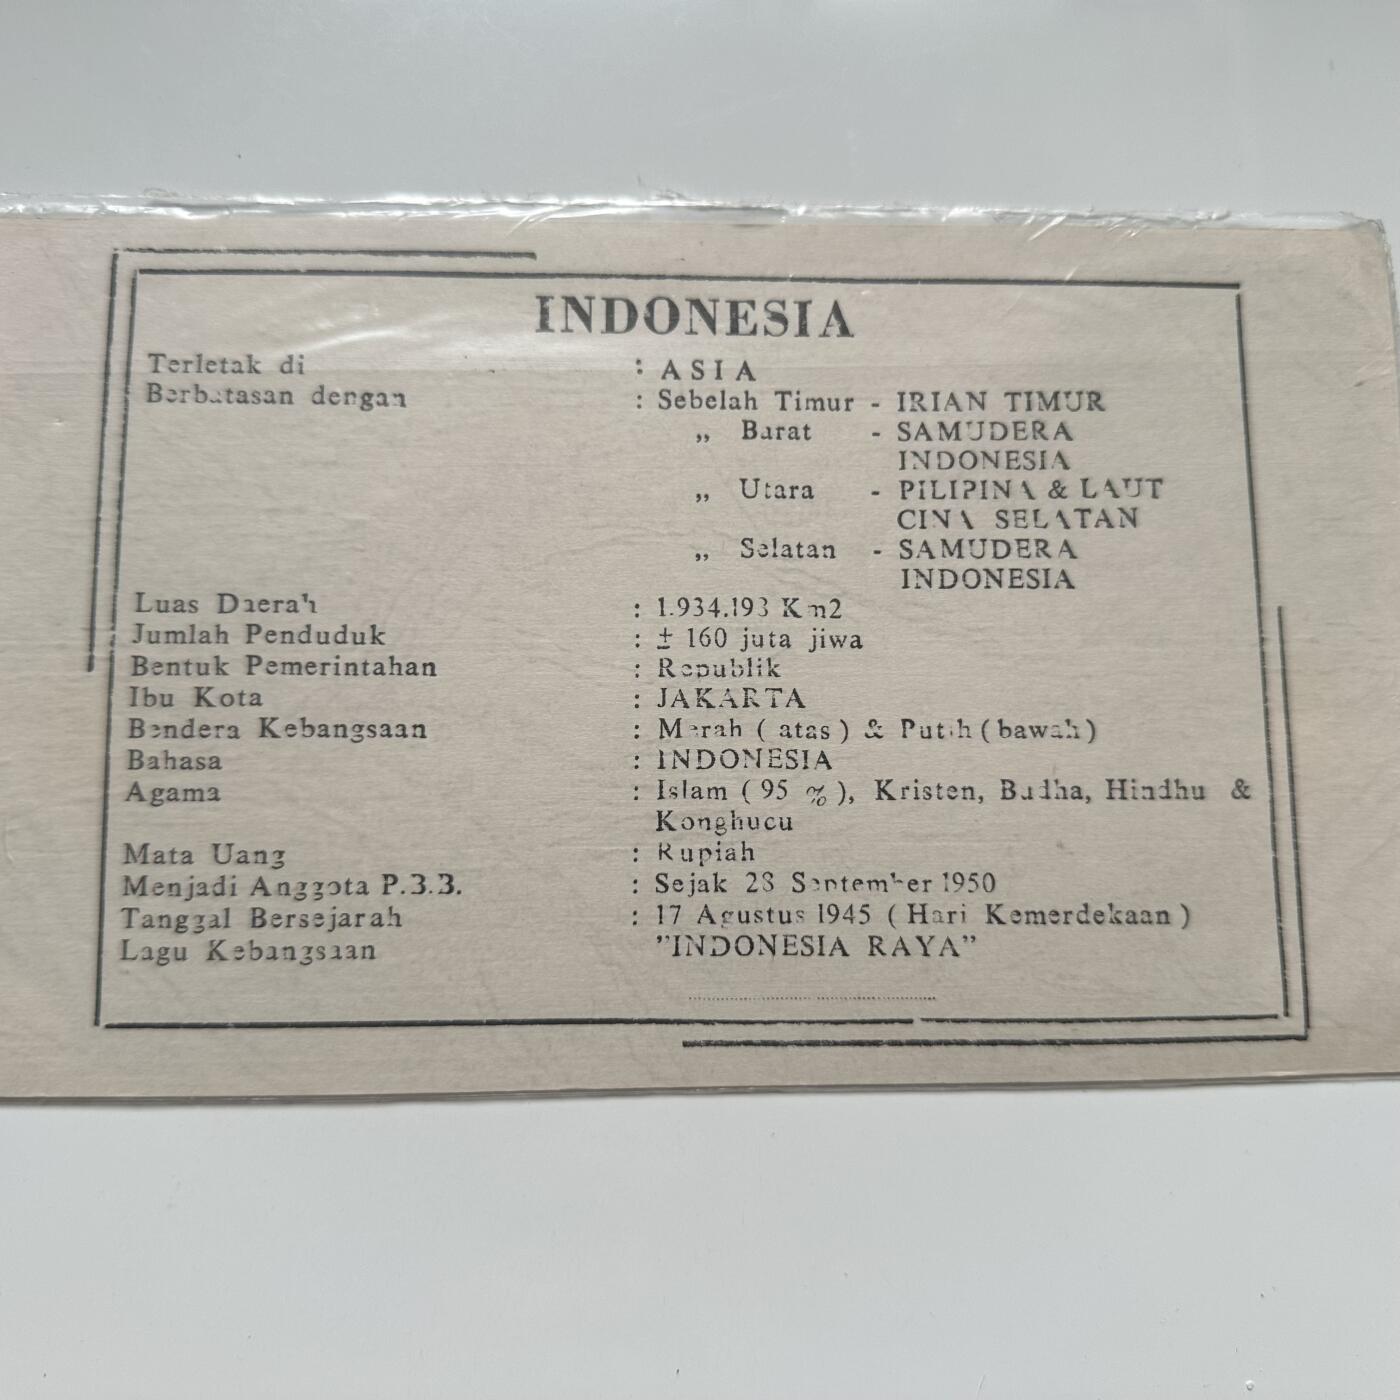 INDONESIA
Terletak di : ASIA
Berbatasan dengan : Sebelah Timur - IRIAN TIMUR
„ Barat - SAMUDERA
INDONESIA
„ Utara - PILIPINA & LAUT
CINA SELATAN
„ Selatan - SAMUDERA
INDONESIA
Luas Daerah : 1.934.193 Km2
Jumlah Penduduk : ± 160 juta jiwa
Bentuk Pemerintahan : Republik
Ibu Kota : JAKARTA
Bendera Kebangsaan : Merah ( atas ) & Putih ( bawah )
Bahasa : INDONESIA
Agama : Islam ( 95 % ), Kristen, Budha, Hindhu &
Konghucu
Mata Uang : Rupiah
Menjadi Anggota P.B.B. : Sejak 28 September 1950
Tanggal Bersejarah : 17 Agustus 1945 ( Hari Kemerdekaan )
Lagu Kebangsaan ”INDONESIA RAYA”